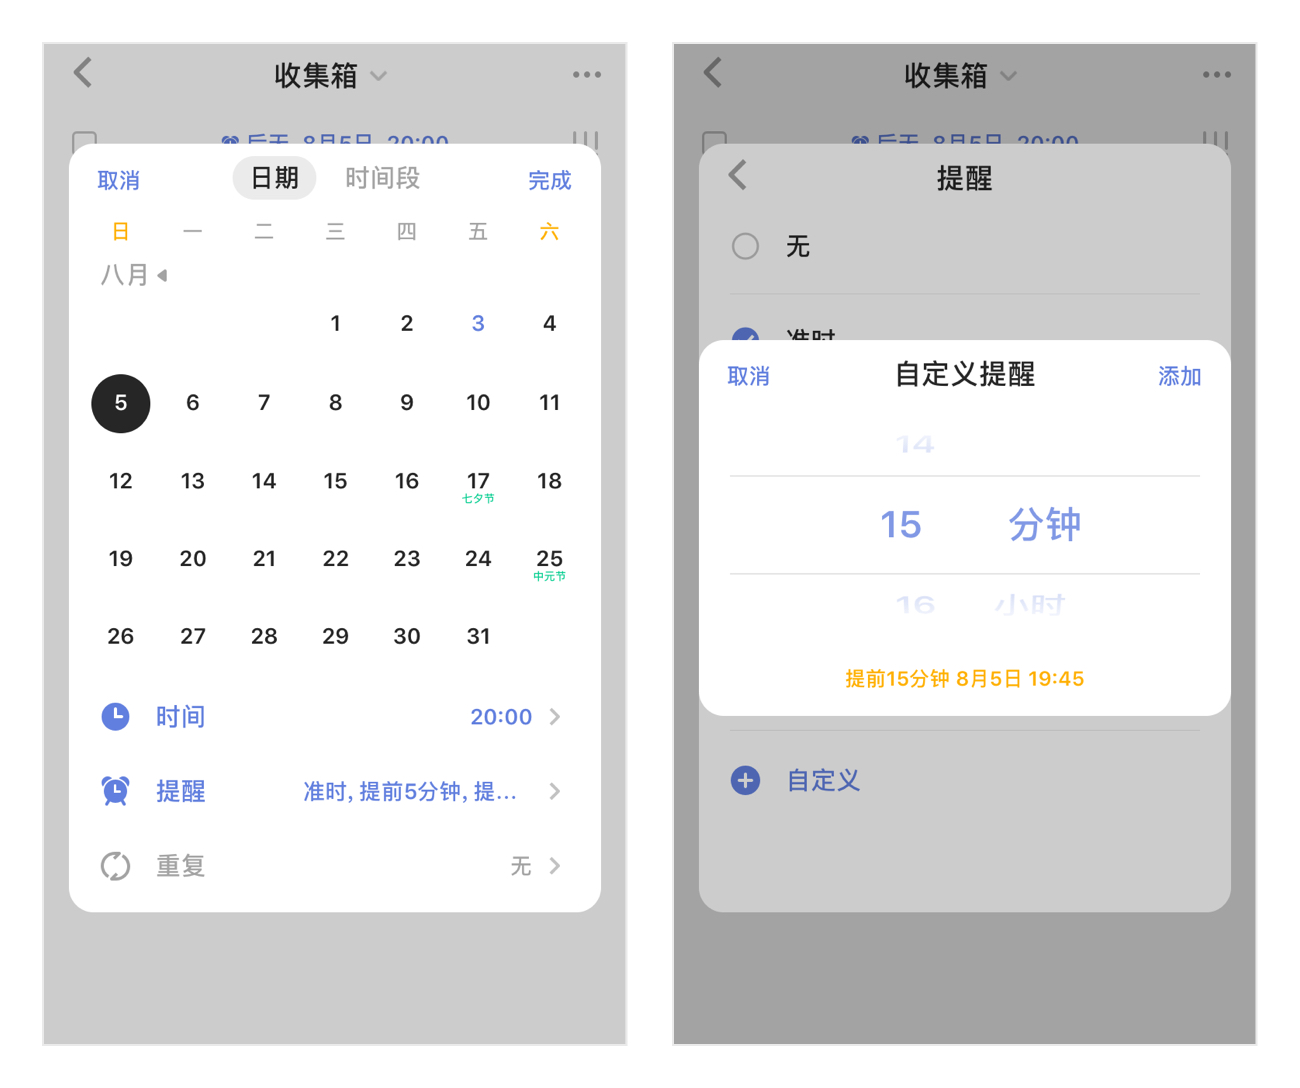 收集箱
后天, 8月5日, 20:00
取消 日期 时间段 完成
日 一 二 三 四 五 六
八月
1 2 3 4
5 6 7 8 9 10 11
12 13 14 15 16 17 18
七夕节
19 20 21 22 23 24 25
中元节
26 27 28 29 30 31
时间 20:00
提醒 准时, 提前5分钟, 提...
重复 无
收集箱
后天, 8月5日, 20:00
提醒
无
准时
取消 自定义提醒 添加
14
15 分钟
16 小时
提前15分钟 8月5日 19:45
自定义